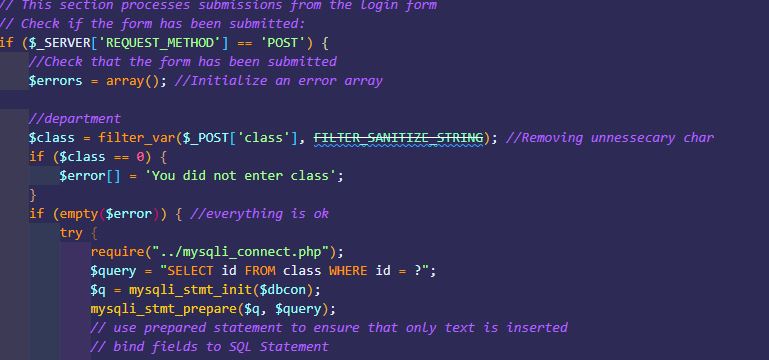 // This section processes submissions from the login form
// Check if the form has been submitted:
if ($_SERVER['REQUEST_METHOD'] == 'POST') {
//Check that the form has been submitted
$errors = array(); //Initialize an error array
//department
$class = filter_var($_POST['class'], FILTER_SANITIZE_STRING); //Removing unnessecary char
if ($class == 0) {
$error[] = 'You did not enter class';
}
if (empty($error)) { //everything is ok
try {
require("../mysqli_connect.php");
$query = "SELECT id FROM class WHERE id = ?";
$q = mysqli_stmt_init($dbcon);
mysqli_stmt_prepare($q, $query);
// use prepared statement to ensure that only text is inserted
// bind fields to SQL Statement